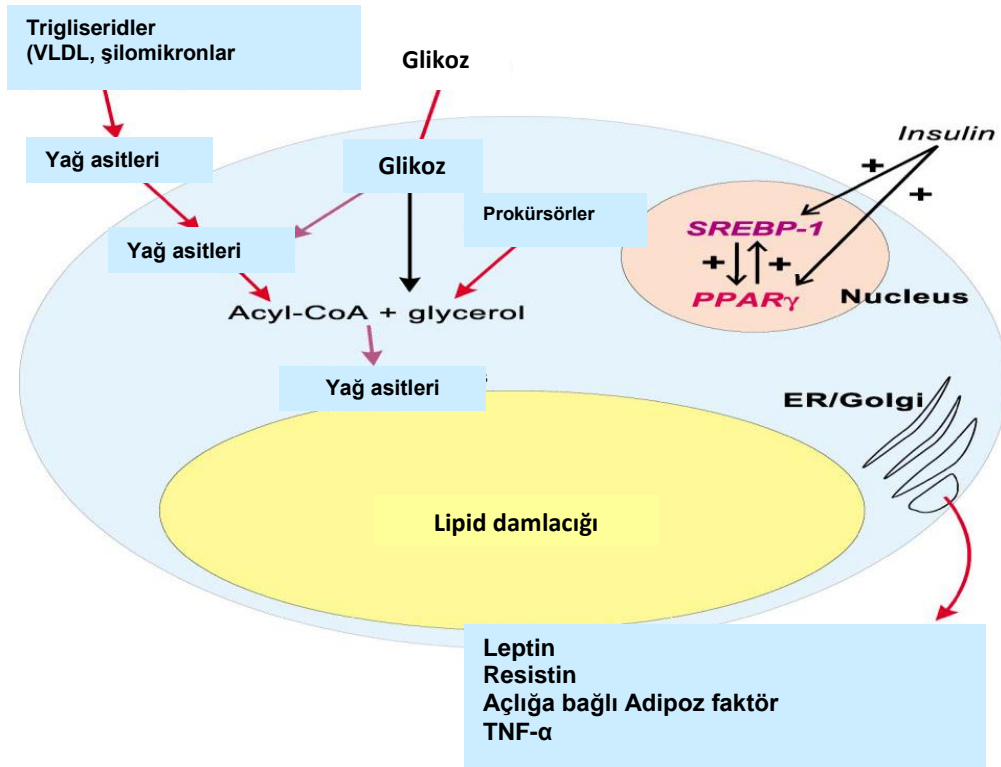 Trigliseridler
(VLDL, şilomikronlar
Glikoz
Yağ asitleri
Glikoz
Insulin
+
+
Prokürsörler
SREBP-1
Yağ asitleri
+ +
PPARγ
Nucleus
Acyl-CoA + glycerol
Yağ asitleri
ER/Golgi
Lipid damlacığı
Leptin
Resistin
Açlığa bağlı Adipoz faktör
TNF-α